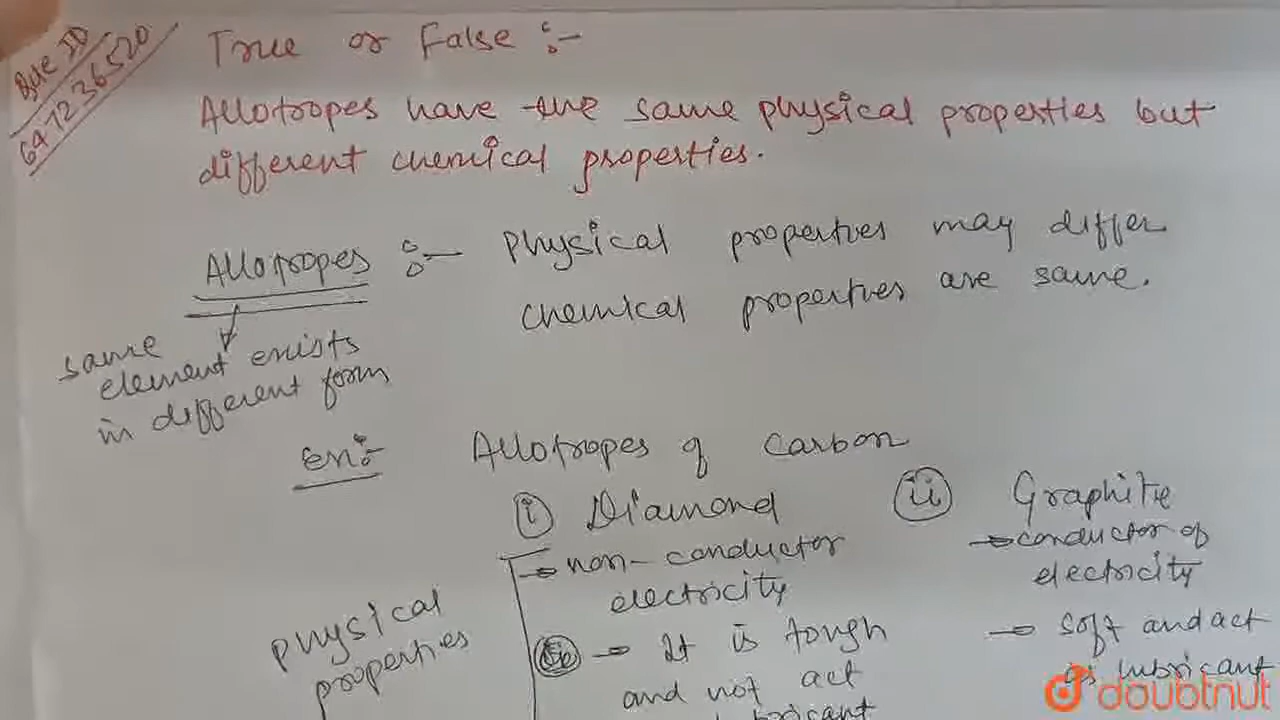 Que ID
647236520
True or False :-
Allotropes have the same physical properties but
different chemical properties.
Allotropes :- Physical properties may differ
chemical properties are same.
same
element exists
in different form
ex:- Allotropes of carbon
(i) Diamond (ii) Graphite
→ non-conductor → conductor of
electricity electricity
physical
properties
→ It is tough → soft and act
and not act as lubricant
lubricant
doubtnut